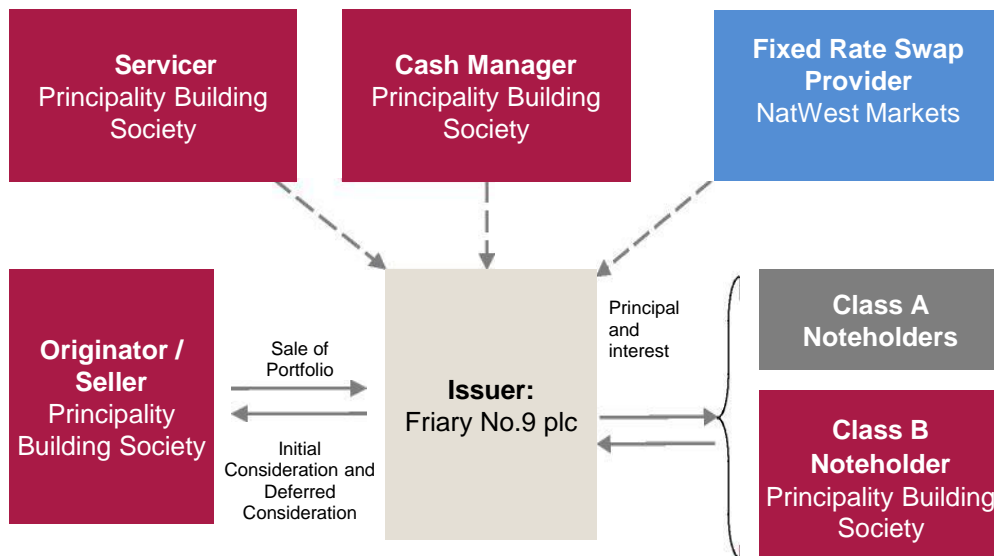 Servicer
Principality Building
Society
Cash Manager
Principality Building
Society
Fixed Rate Swap
Provider
NatWest Markets
Originator /
Seller
Principality
Building Society
Sale of
Portfolio
Initial
Consideration and
Deferred
Consideration
Issuer:
Friary No.9 plc
Principal
and
interest
Class A
Noteholders
Class B
Noteholder
Principality Building
Society